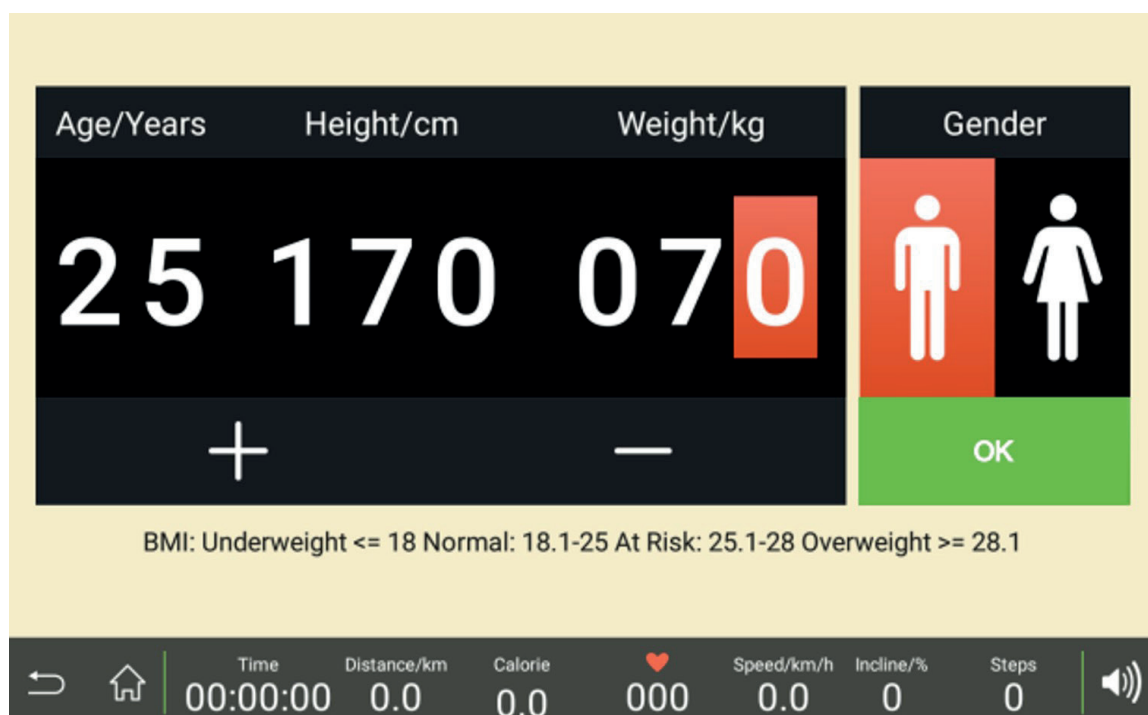 Age/Years Height/cm Weight/kg Gender
25 170 070
OK
BMI: Underweight <= 18 Normal: 18.1-25 At Risk: 25.1-28 Overweight >= 28.1
Time Distance/km Calorie Speed/km/h Incline/% Steps
00:00:00 0.0 0.0 000 0.0 0 0